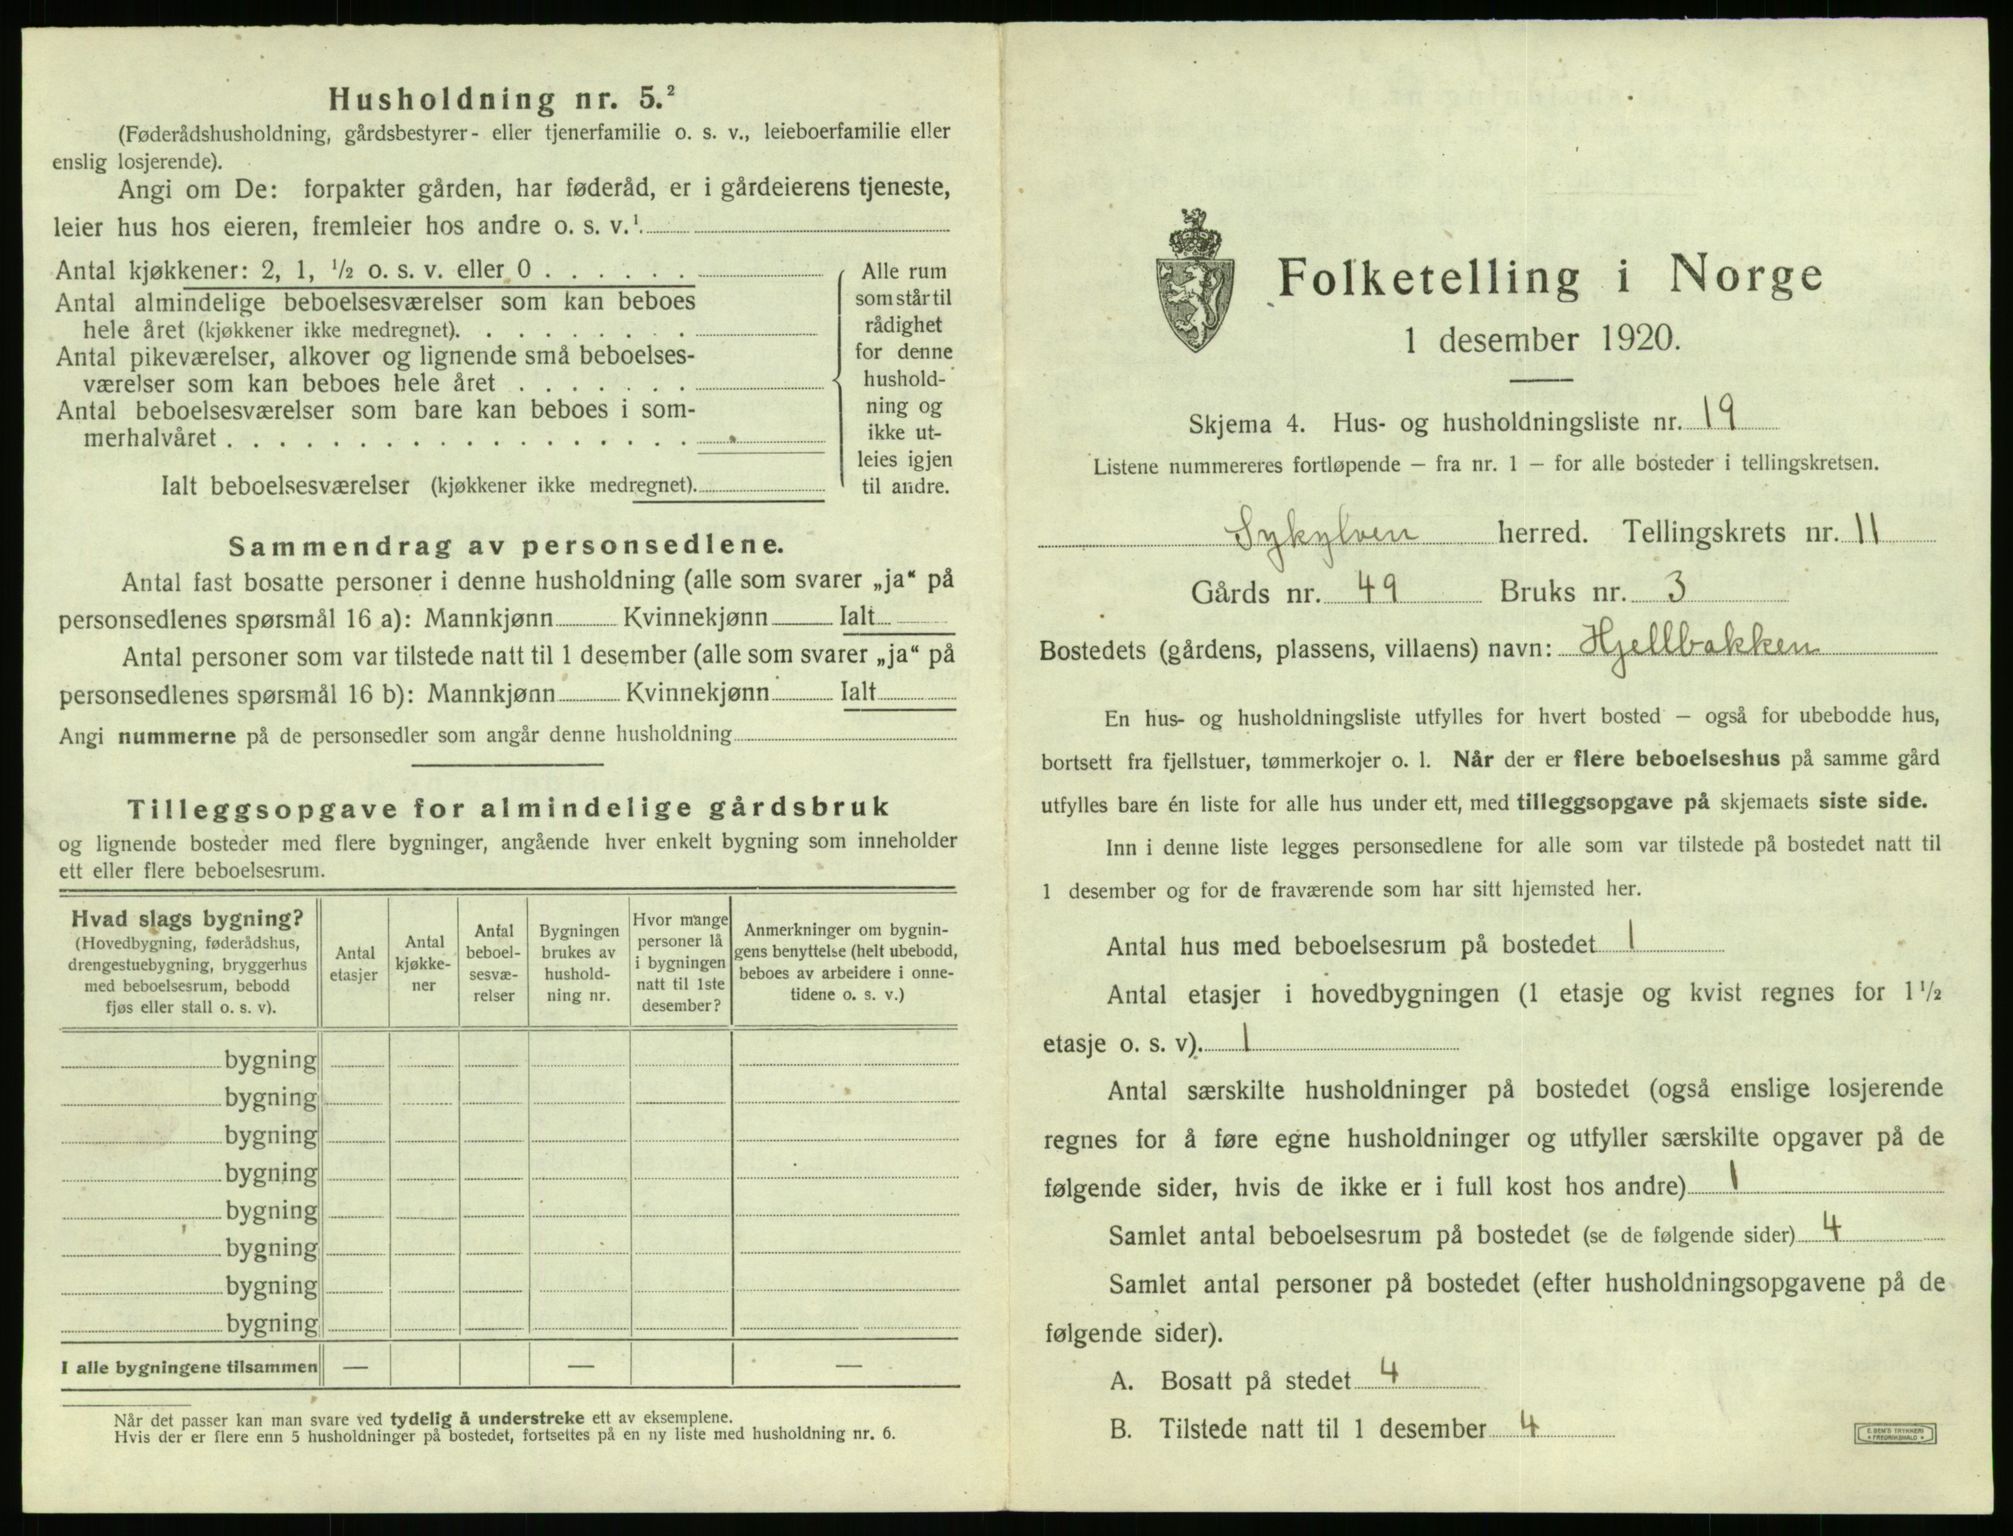 Husholdning nr. 5.²
(Føderådshusholdning, gårdsbestyrer- eller tjenerfamilie o. s. v., leieboerfamilie eller
enslig losjerende).
Angi om De: forpakter gården, har føderåd, er i gårdeierens tjeneste,
leier hus hos eieren, fremleier hos andre o. s. v.¹
Antal kjøkkener: 2, 1, ½ o. s. v. eller 0 . . . . . .
Antal almindelige beboelsesværelser som kan beboes
hele året (kjøkkener ikke medregnet). . . . . . . . .
Antal pikeværelser, alkover og lignende små beboelses-
værelser som kan beboes hele året . . . . . . .
Antal beboelsesværelser som bare kan beboes i som-
merhalvåret . . . . . . . . . . . . . . . . . .
Ialt beboelsesværelser (kjøkkener ikke medregnet).
Alle rum
som står til
rådighet
for denne
hushold-
ning og
ikke ut-
leies igjen
til andre.
Sammendrag av personsedlene.
Antal fast bosatte personer i denne husholdning (alle som svarer „ja“ på
personsedlenes spørsmål 16 a): Mannkjønn Kvinnekjønn Ialt
Antal personer som var tilstede natt til 1 desember (alle som svarer „ja“ på
personsedlenes spørsmål 16 b): Mannkjønn Kvinnekjønn Ialt
Angi nummerne på de personsedler som angår denne husholdning
Tilleggsopgave for almindelige gårdsbruk
og lignende bosteder med flere bygninger, angående hver enkelt bygning som inneholder
ett eller flere beboelsesrum.
Hvad slags bygning?
(Hovedbygning, føderådshus,
drengestuebygning, bryggerhus
med beboelsesrum, bebodd
fjøs eller stall o. s. v).
Antal
etasjer
Antal
kjøkke-
ner
Antal
beboel-
sesvæ-
relser
Bygningen
brukes av
hushold-
ning nr.
Hvor mange
personer lå
i bygningen
natt til 1ste
desember?
Anmerkninger om bygnin-
gens benyttelse (helt ubebodd,
beboes av arbeidere i onne-
tidene o. s. v.)
bygning
bygning
bygning
bygning
bygning
bygning
bygning
bygning
I alle bygningene tilsammen — — —
Når det passer kan man svare ved tydelig å understreke ett av eksemplene.
Hvis der er flere enn 5 husholdninger på bostedet, fortsettes på en ny liste med husholdning nr. 6.
Folketelling i Norge
1 desember 1920.
Skjema 4. Hus- og husholdningsliste nr. 19
Listene nummereres fortløpende – fra nr. 1 – for alle bosteder i tellingskretsen.
Sykylven herred. Tellingskrets nr. 11
Gårds nr. 49 Bruks nr. 3
Bostedets (gårdens, plassens, villaens) navn: Hjellbakken
En hus- og husholdningsliste utfylles for hvert bosted – også for ubebodde hus,
bortsett fra fjellstuer, tømmerkojer o. l. Når der er flere beboelseshus på samme gård
utfylles bare én liste for alle hus under ett, med tilleggsopgave på skjemaets siste side.
Inn i denne liste legges personsedlene for alle som var tilstede på bostedet natt til
1 desember og for de fraværende som har sitt hjemsted her.
Antal hus med beboelsesrum på bostedet 1
Antal etasjer i hovedbygningen (1 etasje og kvist regnes for 1½
etasje o. s. v). 1
Antal særskilte husholdninger på bostedet (også enslige losjerende
regnes for å føre egne husholdninger og utfyller særskilte opgaver på de
følgende sider, hvis de ikke er i full kost hos andre) 1
Samlet antal beboelsesrum på bostedet (se de følgende sider) 4
Samlet antal personer på bostedet (efter husholdningsopgavene på de
følgende sider).
A. Bosatt på stedet 4
B. Tilstede natt til 1 desember 4
E. SEM'S TRYKKERI
FREDRIKSHALD